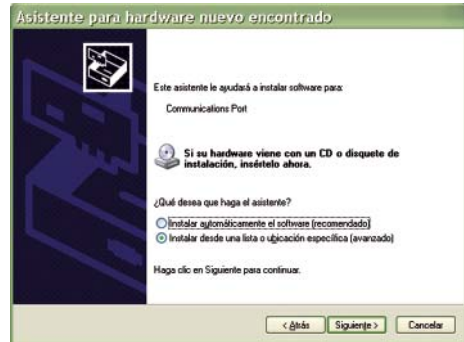 Asistente para hardware nuevo encontrado
Este asistente le ayudará a instalar software para:
Communications Port
Si su hardware viene con un CD o disquete de
instalación, insértelo ahora.
¿Qué desea que haga el asistente?
Instalar automáticamente el software (recomendado)
Instalar desde una lista o ubicación específica (avanzado)
Haga clic en Siguiente para continuar.
< Atrás Siguiente > Cancelar